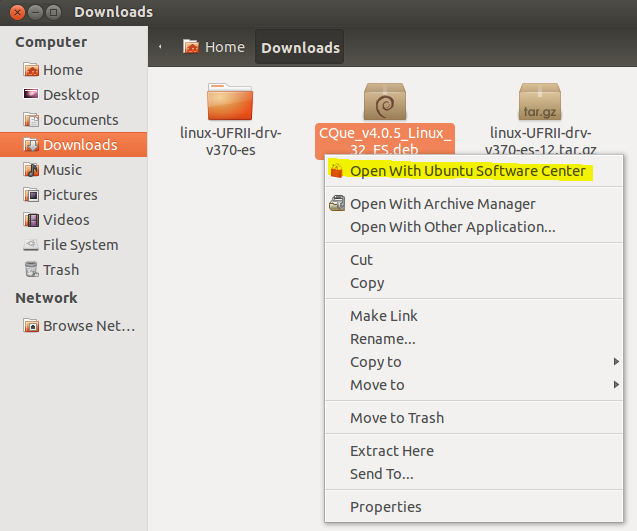 Downloads
Computer
Home
Desktop
Documents
Downloads
Music
Pictures
Videos
File System
Trash
Network
Browse Net...
Home
Downloads
linux-UFRII-drv-
v370-es
CQue_v4.0.5_Linux_
32_ES.deb
tar.gz
linux-UFRII-drv-
v370-es-12.tar.gz
Open With Ubuntu Software Center
Open With Archive Manager
Open With Other Application...
Cut
Copy
Make Link
Rename...
Copy to
Move to
Move to Trash
Extract Here
Send To...
Properties